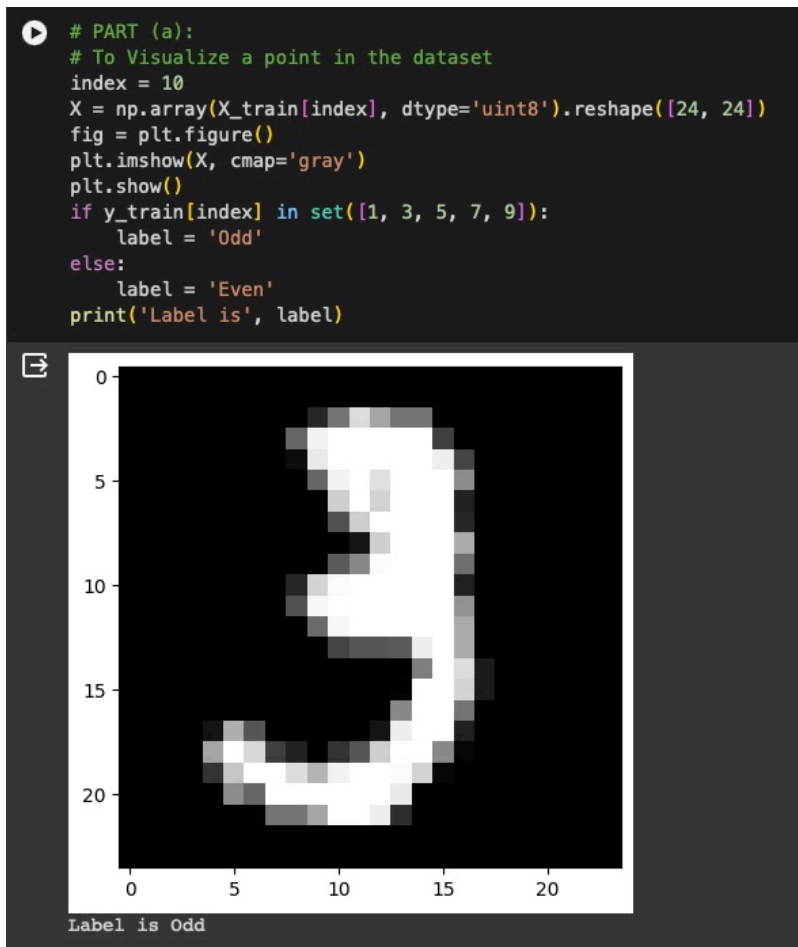 # PART (a):
# To Visualize a point in the dataset
index = 10
X = np.array(X_train[index], dtype='uint8').reshape([24, 24])
fig = plt.figure()
plt.imshow(X, cmap='gray')
plt.show()
if y_train[index] in set([1, 3, 5, 7, 9]):
    label = 'Odd'
else:
    label = 'Even'
print('Label is', label)
0
5
10
15
20
0 5 10 15 20
Label is Odd